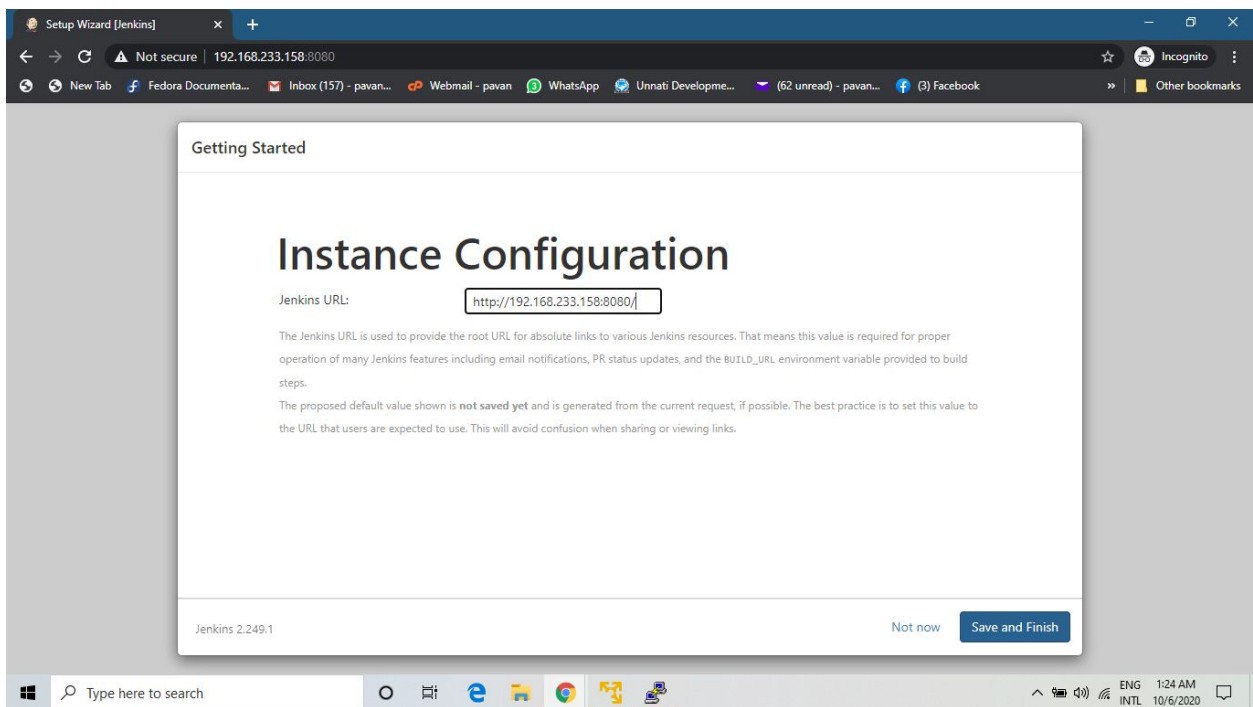 Setup Wizard [Jenkins]
Not secure | 192.168.233.158:8080
Incognito
New Tab
Fedora Documenta...
Inbox (157) - pavan...
Webmail - pavan
WhatsApp
Unnati Developme...
(62 unread) - pavan...
(3) Facebook
»
Other bookmarks
Getting Started
Instance Configuration
Jenkins URL:
http://192.168.233.158:8080/
The Jenkins URL is used to provide the root URL for absolute links to various Jenkins resources. That means this value is required for proper
operation of many Jenkins features including email notifications, PR status updates, and the BUILD_URL environment variable provided to build
steps.
The proposed default value shown is not saved yet and is generated from the current request, if possible. The best practice is to set this value to
the URL that users are expected to use. This will avoid confusion when sharing or viewing links.
Jenkins 2.249.1
Not now
Save and Finish
Type here to search
ENG
INTL
1:24 AM
10/6/2020